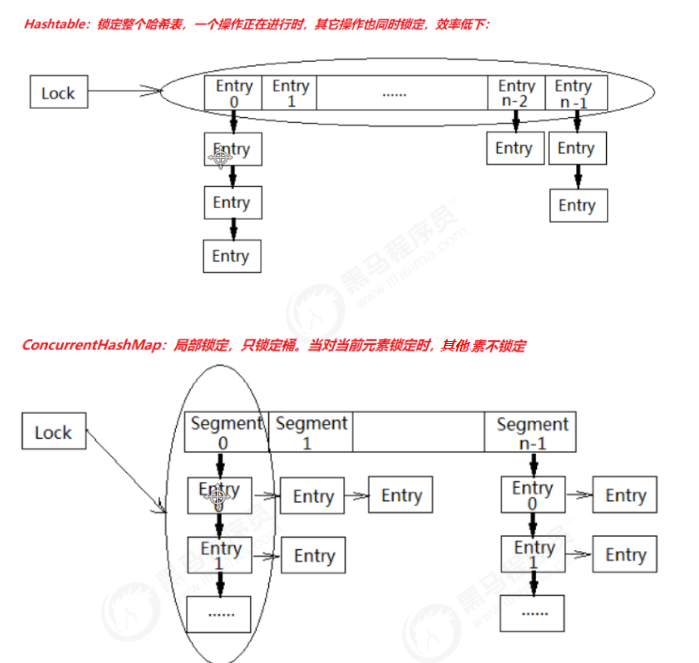 Hashtable：锁定整个哈希表，一个操作正在进行时，其它操作也同时锁定，效率低下：
Lock
Entry 0
Entry 1
......
Entry n-2
Entry n-1
Entry
Entry
Entry
Entry
Entry
Entry
黑马程序员
www.itheima.com
ConcurrentHashMap：局部锁定，只锁定桶。当对当前元素锁定时，其他 素不锁定
Lock
Segment 0
Segment 1
Segment n-1
Entry
Entry
Entry
Entry 0
Entry
Entry 1
Entry
Entry 1
Entry
......
......
黑马程序员
黑马程序员